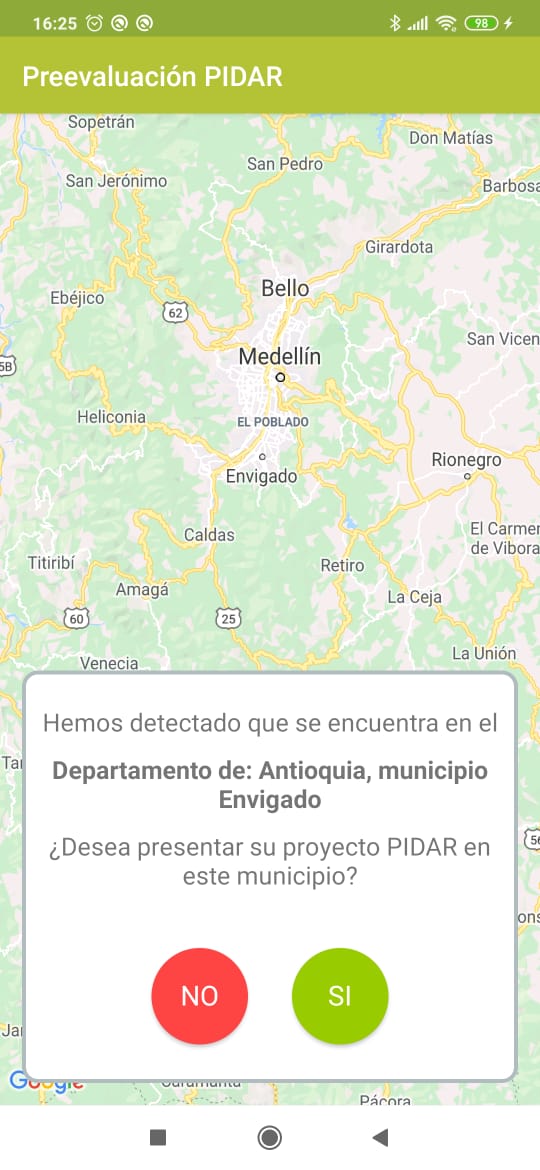 16:25
98
Preevaluación PIDAR
Sopetrán
Don Matías
San Pedro
San Jerónimo
Barbosa
Girardota
Bello
Ebéjico
62
San Vicen
Medellín
5B
Heliconia
EL POBLADO
Rionegro
Envigado
El Carmen
de Vibora
Caldas
Titiribí
Retiro
Amagá
La Ceja
60
25
La Unión
Venecia
Hemos detectado que se encuentra en el
Departamento de: Antioquia, municipio
Envigado
¿Desea presentar su proyecto PIDAR en
este municipio?
NO
SI
Google
Caramanta
Pácora